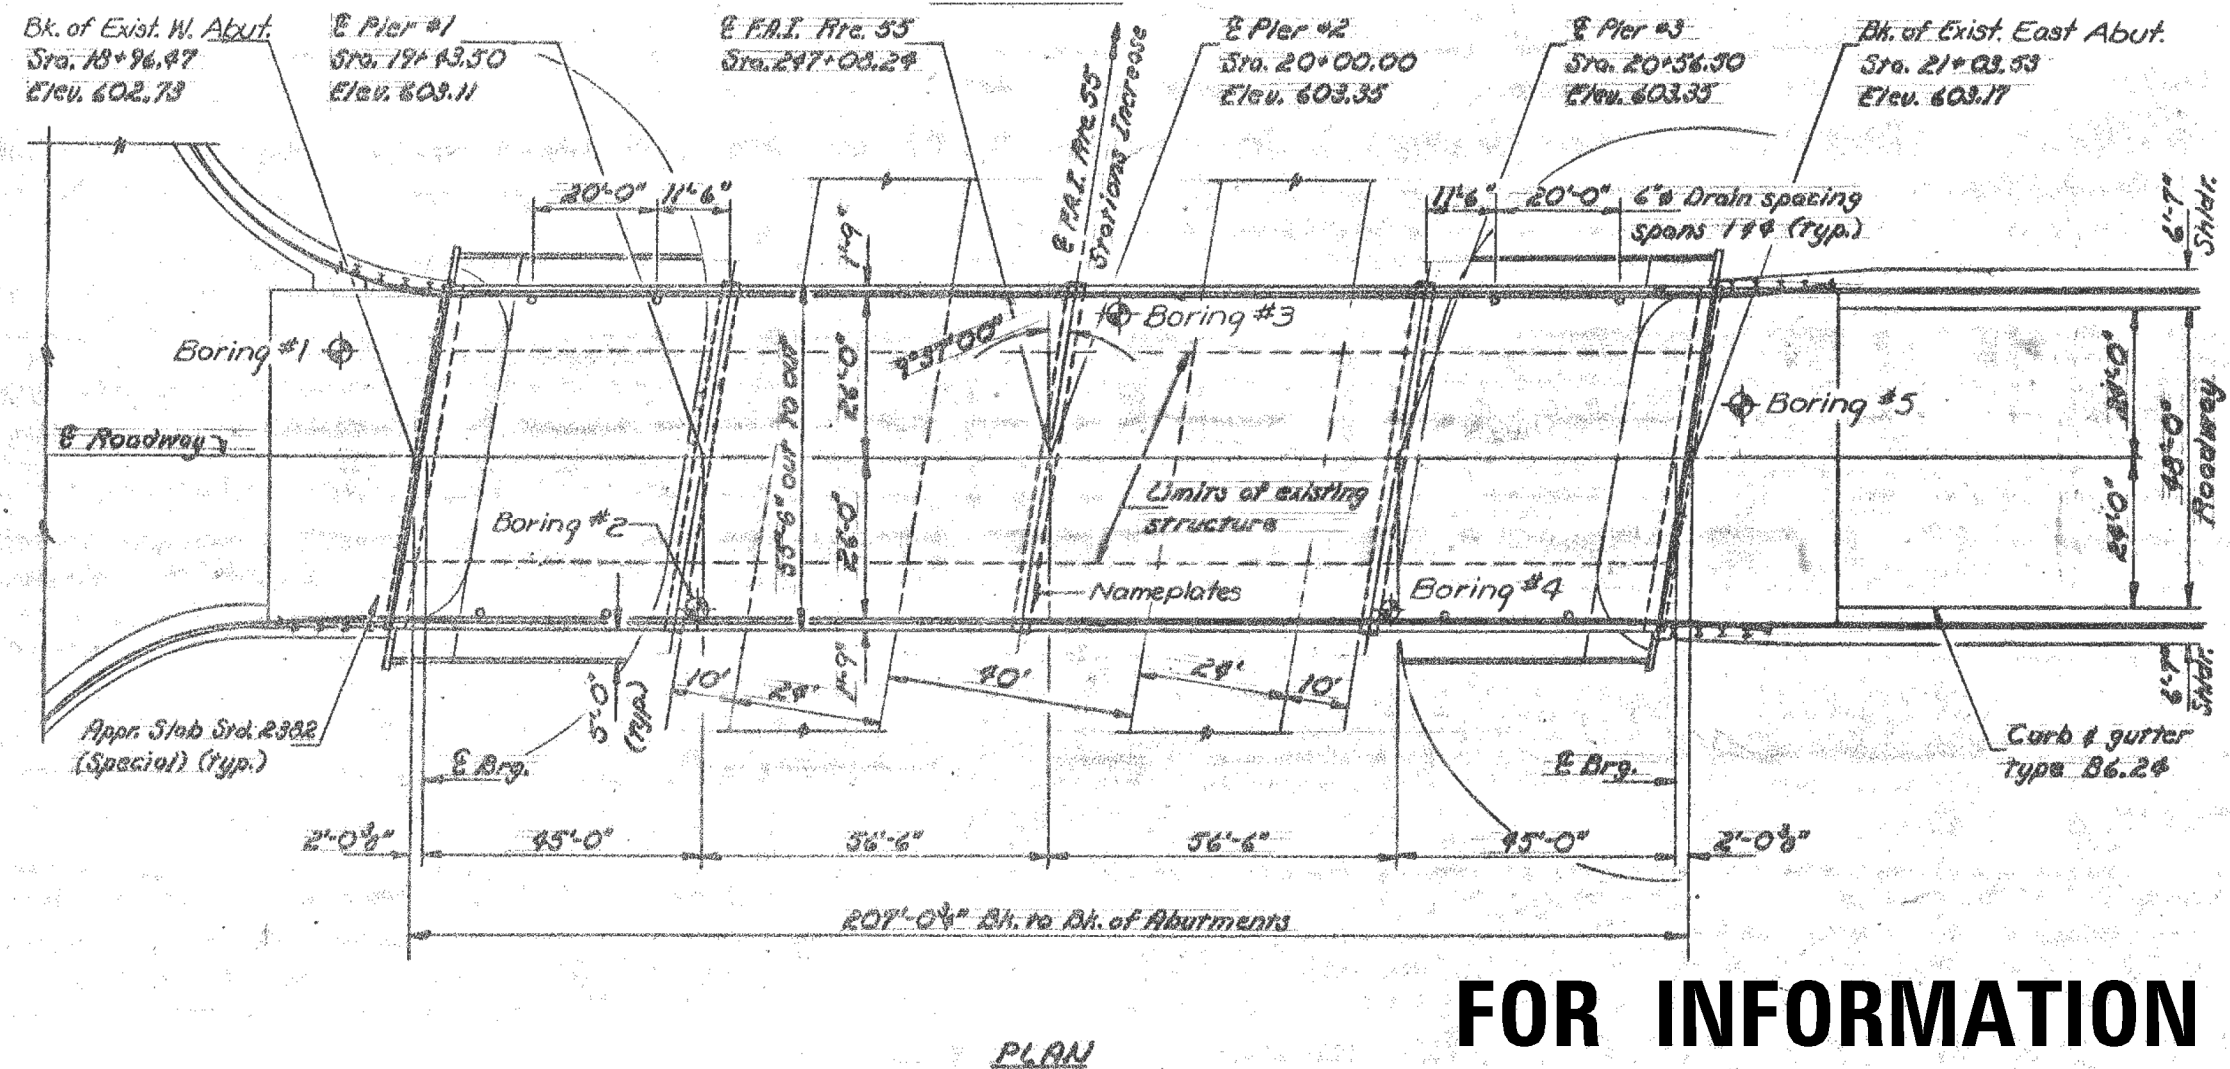 Bk. of Exist. W. Abut.
Sta. 18+96.47
Elev. 602.73
℄ Pier #1
Sta. 19+43.50
Elev. 603.11
℄ F.A.I. Rte. 55
Sta. 247+03.24
℄ F.A.I. Rte. 55
Stations Increase
℄ Pier #2
Sta. 20+00.00
Elev. 603.35
℄ Pier #3
Sta. 20+56.50
Elev. 603.35
Bk. of Exist. East Abut.
Sta. 21+03.53
Elev. 603.17
20'-0"
11'-6"
1'-9"
11'-6"
20'-0"
6"ø Drain spacing
spans 1 & 4 (typ.)
6'-7"
Shldr.
Boring #1
Boring #3
26'-0"
55'-6" out to out
24'-0"
48'-0"
Roadway
Boring #5
℄ Roadway
Limits of existing
structure
Boring #2
26'-0"
Nameplates
Boring #4
24'-0"
10'
24'
1'-9"
40'
24'
10'
5'-0"
(typ.)
6'-7"
Shldr.
Appr. Slab Std. 2382
(Special) (typ.)
℄ Brg.
℄ Brg.
Curb & gutter
type B6.24
2'-0⅜"
45'-0"
56'-6"
56'-6"
45'-0"
2'-0⅜"
207'-0¾" Bk. to Bk. of Abutments
FOR INFORMATION
PLAN